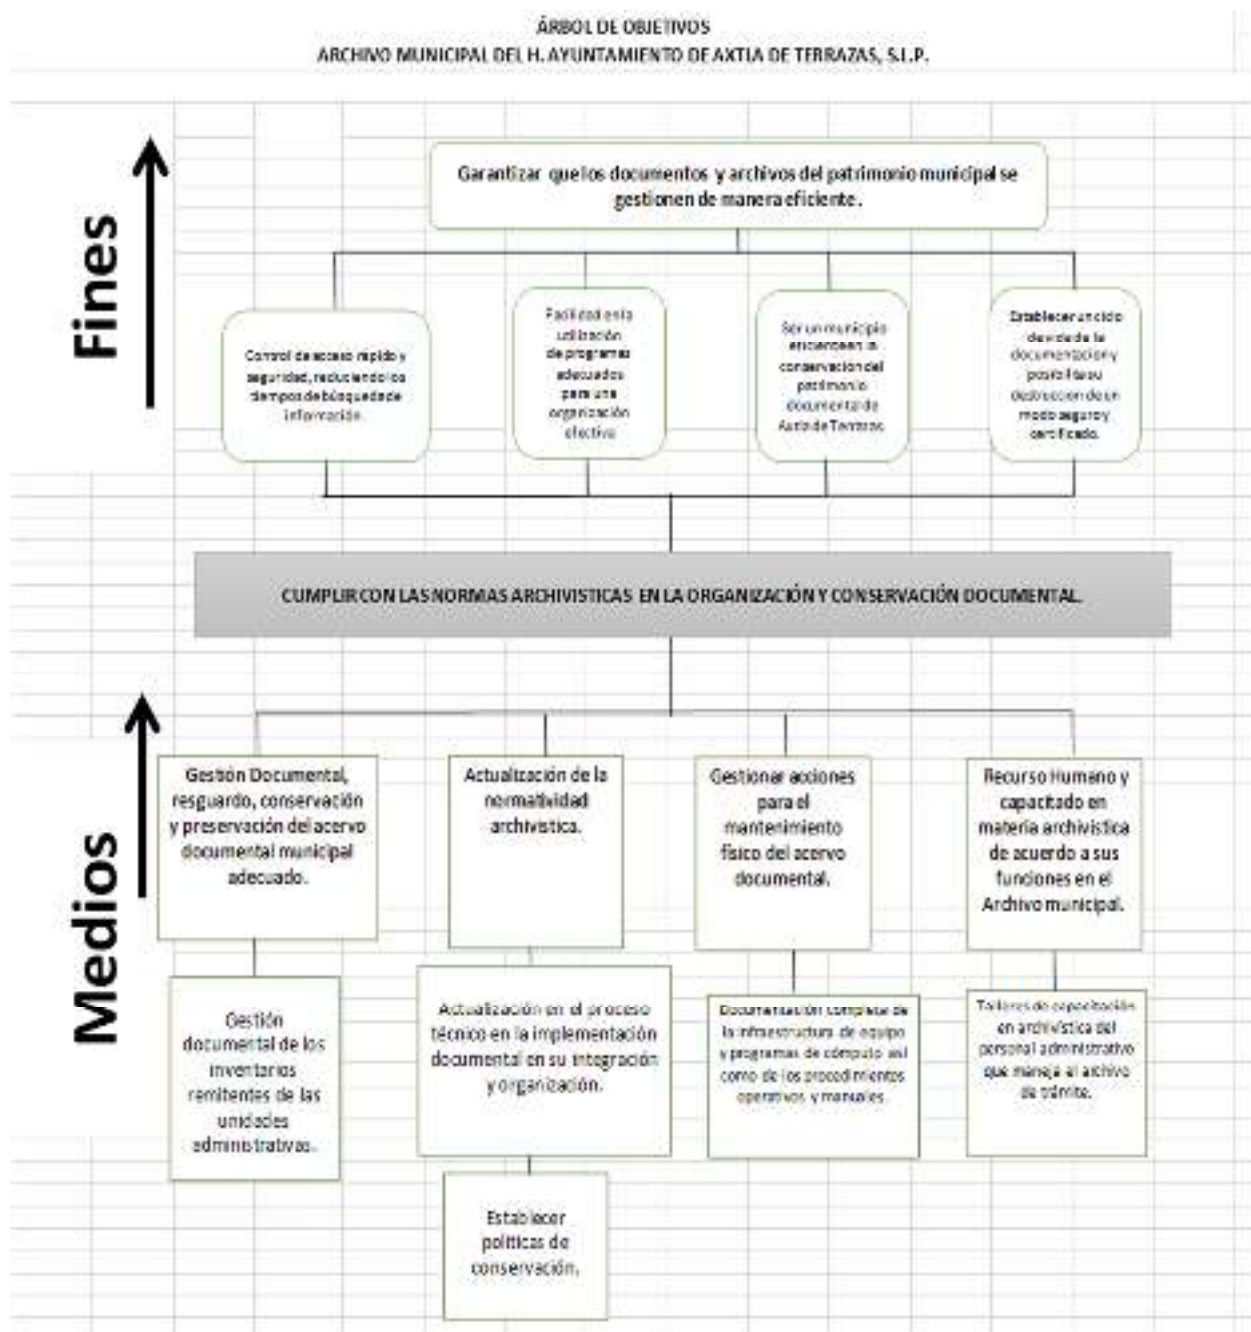 ÁRBOL DE OBJETIVOS
ARCHIVO MUNICIPAL DEL H. AYUNTAMIENTO DE AXTLA DE TERRAZAS, S.L.P.
Fines
Garantizar que los documentos y archivos del patrimonio municipal se
gestionen de manera eficiente.
Control de acceso rápido y
seguridad, reduciendo los
tiempos de búsqueda de
información.
Facilidad en la
utilización
de programas
adecuados
para una
organización
efectiva
Ser un municipio
eficiente en la
conservación del
patrimonio
documental de
Axtla de Terrazas.
Establecer un ciclo
de vida de la
documentación y
posibilita su
destrucción de un
modo seguro y
certificado.
CUMPLIR CON LAS NORMAS ARCHIVISTICAS EN LA ORGANIZACIÓN Y CONSERVACIÓN DOCUMENTAL.
Medios
Gestión Documental,
resguardo, conservación
y preservación del acervo
documental municipal
adecuado.
Actualización de la
normatividad
archivística.
Gestionar acciones
para el
mantenimiento
físico del acervo
documental.
Recurso Humano y
capacitado en
materia archivística
de acuerdo a sus
funciones en el
Archivo municipal.
Gestión
documental de los
inventarios
remitentes de las
unidades
administrativas.
Actualización en el proceso
técnico en la implementación
documental en su integración
y organización.
Documentación completa de
la infraestructura de equipo
y programas de cómputo así
como de los procedimientos
operativos y manuales.
Talleres de capacitación
en archivística del
personal administrativo
que maneja el archivo
de trámite.
Establecer
políticas de
conservación.